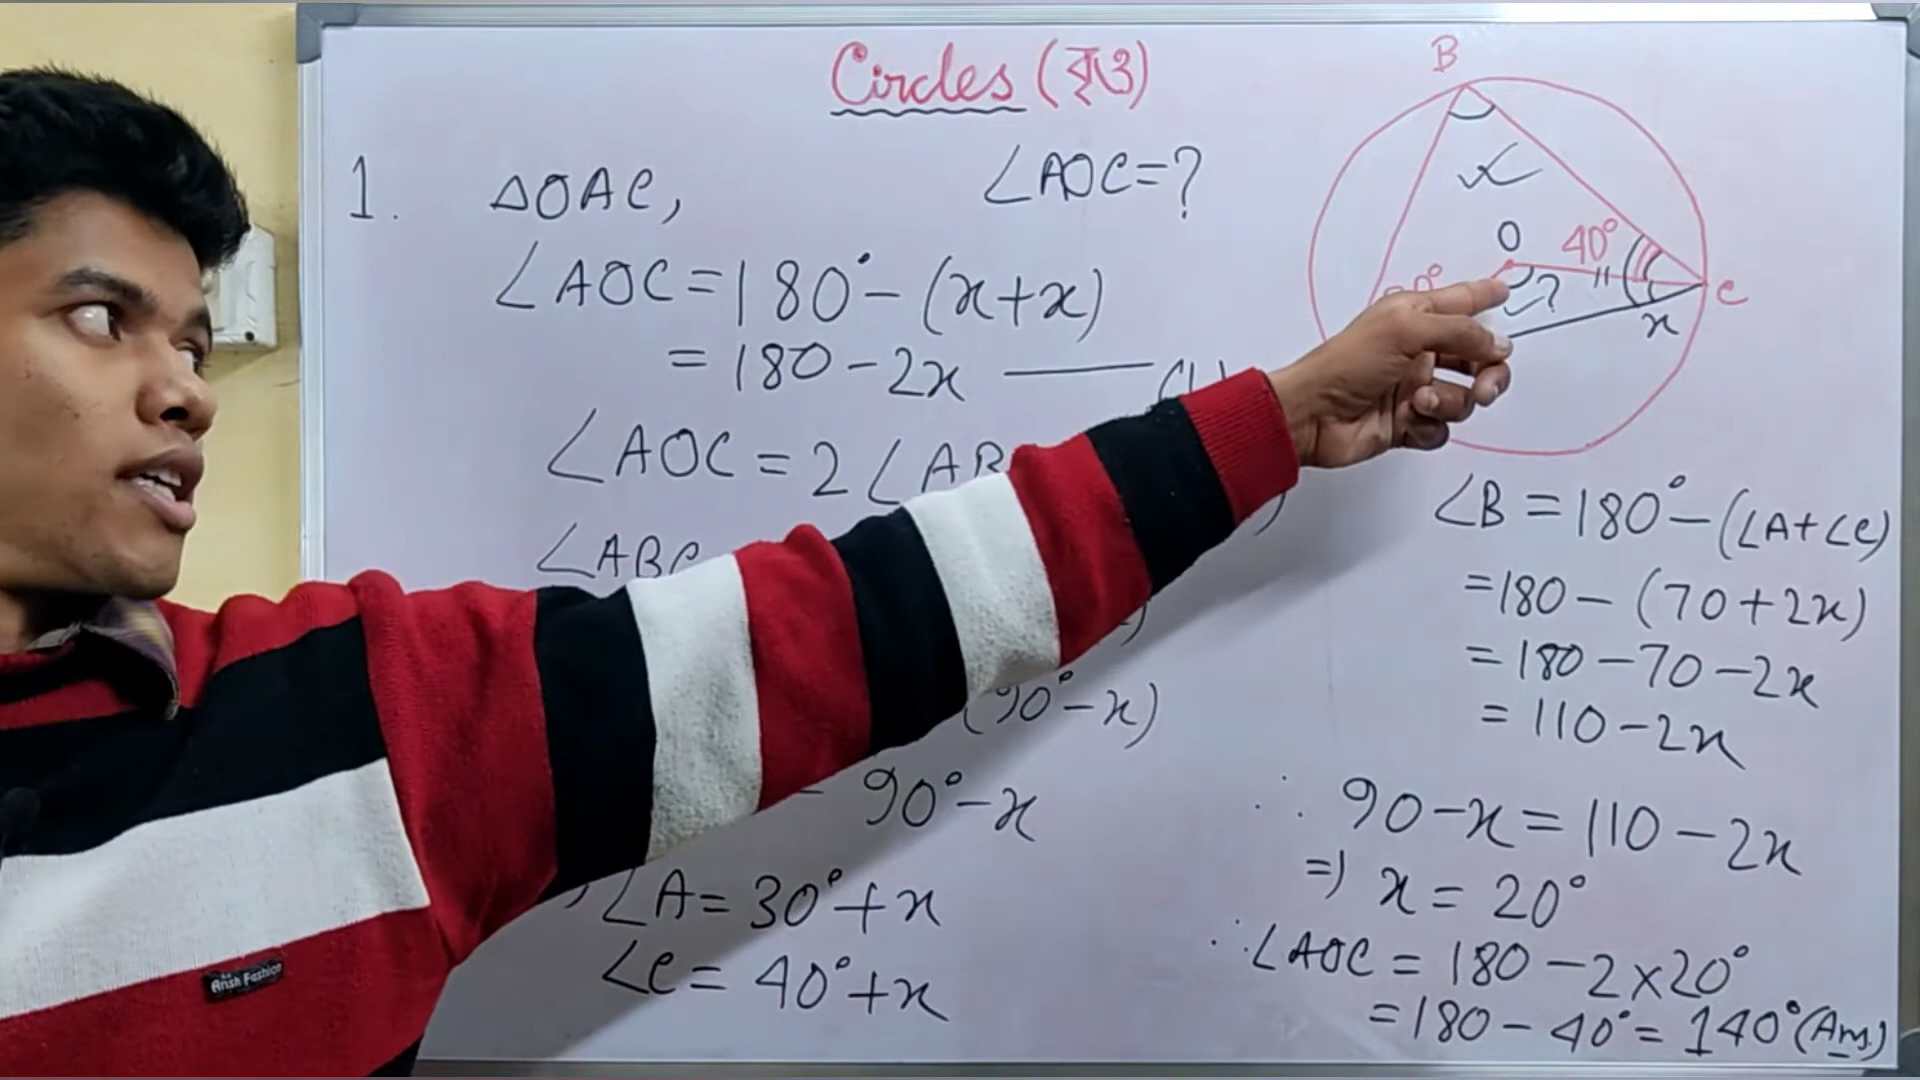 Circles (বৃত্ত)
1. △OAC, ∠AOC=?
∠AOC = 180° - (x+x)
= 180 - 2x —— (1)
∠AOC = 2∠AB
∠ABC
(90° - x)
= 90° - x
∠A = 30° + x
∠C = 40° + x
B
O
40°
?
C
x
∠B = 180° - (∠A+∠C)
= 180 - (70+2x)
= 180 - 70 - 2x
= 110 - 2x
∴ 90 - x = 110 - 2x
⇒ x = 20°
∴ ∠AOC = 180 - 2×20°
= 180 - 40° = 140° (Ans.)
Arish Fashion